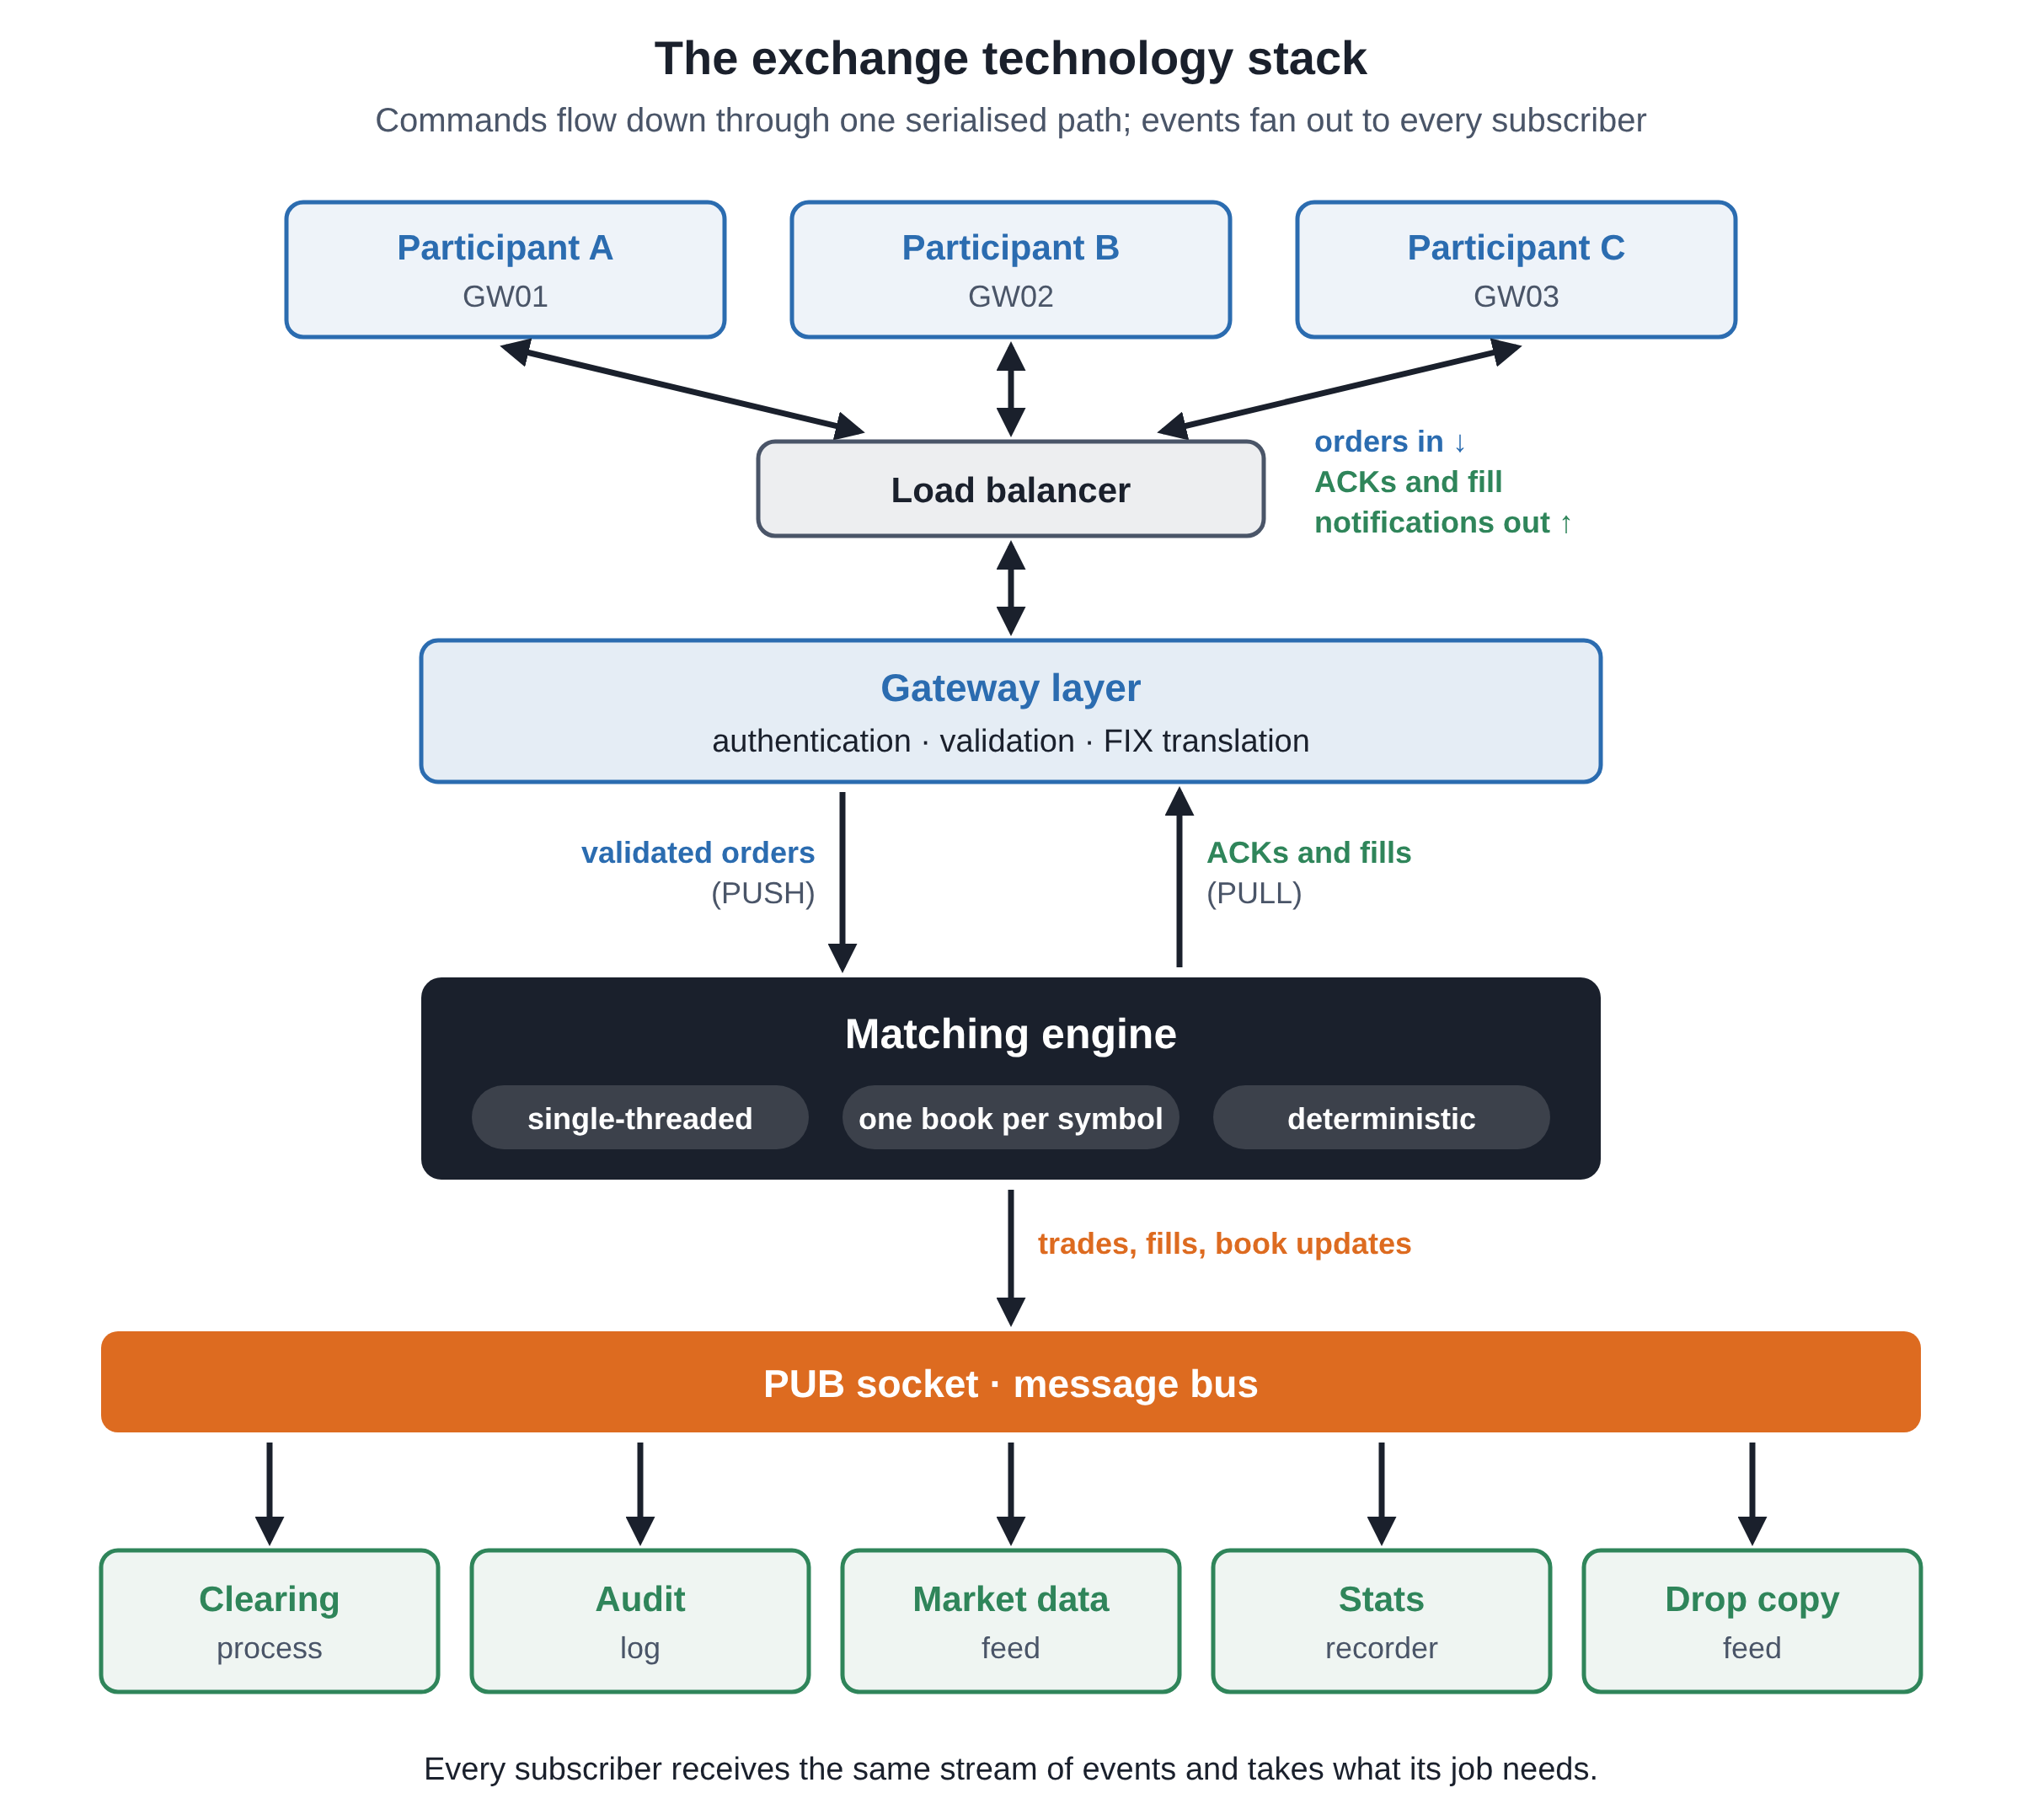 The exchange technology stack
Commands flow down through one serialised path; events fan out to every subscriber
Participant A
GW01
Participant B
GW02
Participant C
GW03
Load balancer
orders in ↓
ACKs and fill
notifications out ↑
Gateway layer
authentication · validation · FIX translation
validated orders
(PUSH)
ACKs and fills
(PULL)
Matching engine
single-threaded
one book per symbol
deterministic
trades, fills, book updates
PUB socket · message bus
Clearing
process
Audit
log
Market data
feed
Stats
recorder
Drop copy
feed
Every subscriber receives the same stream of events and takes what its job needs.